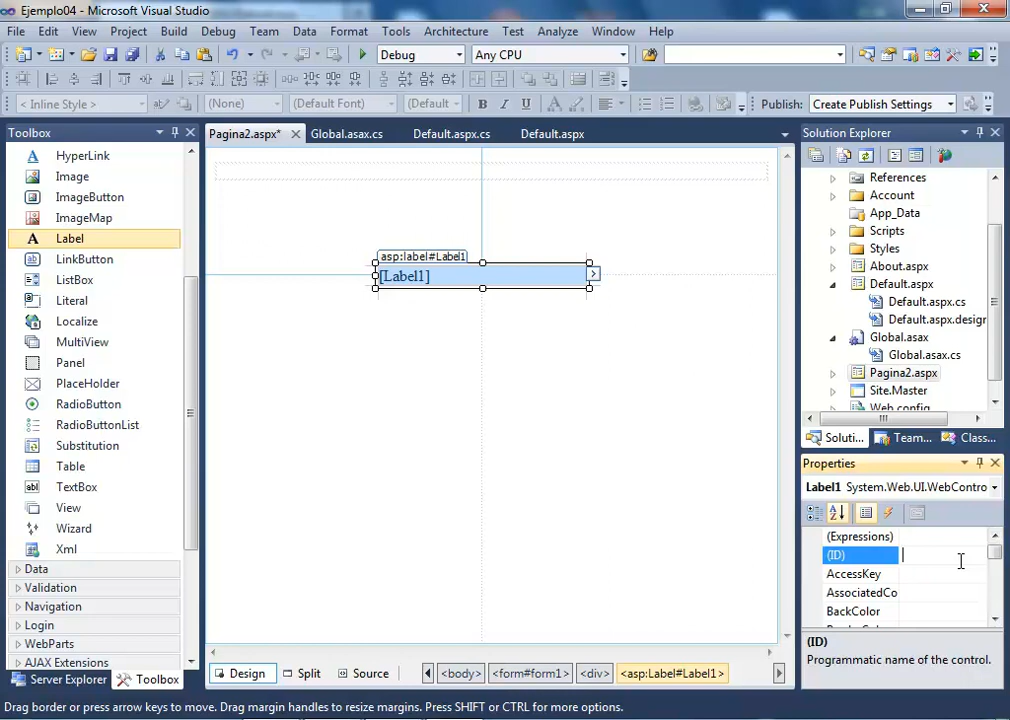 Ejemplo04 - Microsoft Visual Studio
File Edit View Project Build Debug Team Data Format Tools Architecture Test Analyze Window Help
Debug Any CPU
< Inline Style > (None) (Default Font) (Default B I U A Publish: Create Publish Settings
Toolbox
Pagina2.aspx* Global.asax.cs Default.aspx.cs Default.aspx
Solution Explorer
HyperLink
Image
ImageButton
ImageMap
A Label
LinkButton
ListBox
Literal
Localize
MultiView
Panel
PlaceHolder
RadioButton
RadioButtonList
Substitution
Table
TextBox
View
Wizard
Xml
Data
Validation
Navigation
Login
WebParts
AJAX Extensions
Server Explorer Toolbox
asp:label#Label1
[Label1]
Design Split Source <body> <form#form1> <div> <asp:Label#Label1>
References
Account
App_Data
Scripts
Styles
About.aspx
Default.aspx
Default.aspx.cs
Default.aspx.design
Global.asax
Global.asax.cs
Pagina2.aspx
Site.Master
Web.config
Soluti... Team... Class...
Properties
Label1 System.Web.UI.WebContro
(Expressions)
(ID)
AccessKey
AssociatedCo
BackColor
(ID)
Programmatic name of the control.
Drag border or press arrow keys to move. Drag margin handles to resize margins. Press SHIFT or CTRL for more options.